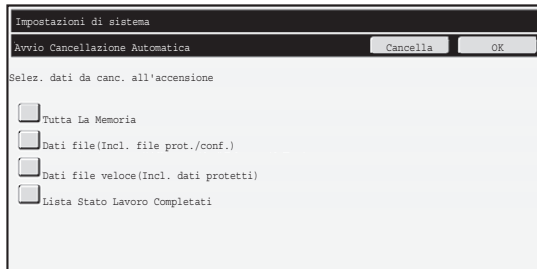 Impostazioni di sistema
Avvio Cancellazione Automatica Cancella OK
Selez. dati da canc. all'accensione
Tutta La Memoria
Dati file(Incl. file prot./conf.)
Dati file veloce(Incl. dati protetti)
Lista Stato Lavoro Completati